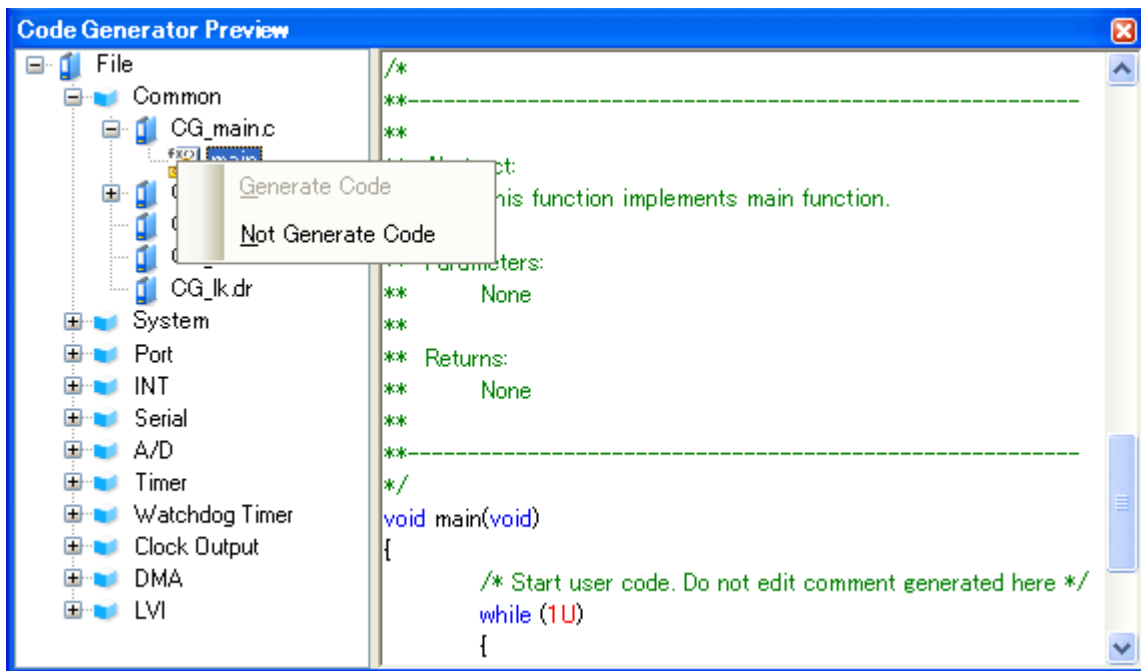 Code Generator Preview
File
Common
CG_main.c
main
Generate Code
Not Generate Code
CG_lk.dr
System
Port
INT
Serial
A/D
Timer
Watchdog Timer
Clock Output
DMA
LVI
/*
**--------------------------------------------------------
**
his function implements main function.
** Parameters:
** None
**
** Returns:
** None
**
**--------------------------------------------------------
*/
void main(void)
{
/* Start user code. Do not edit comment generated here */
while (1U)
{